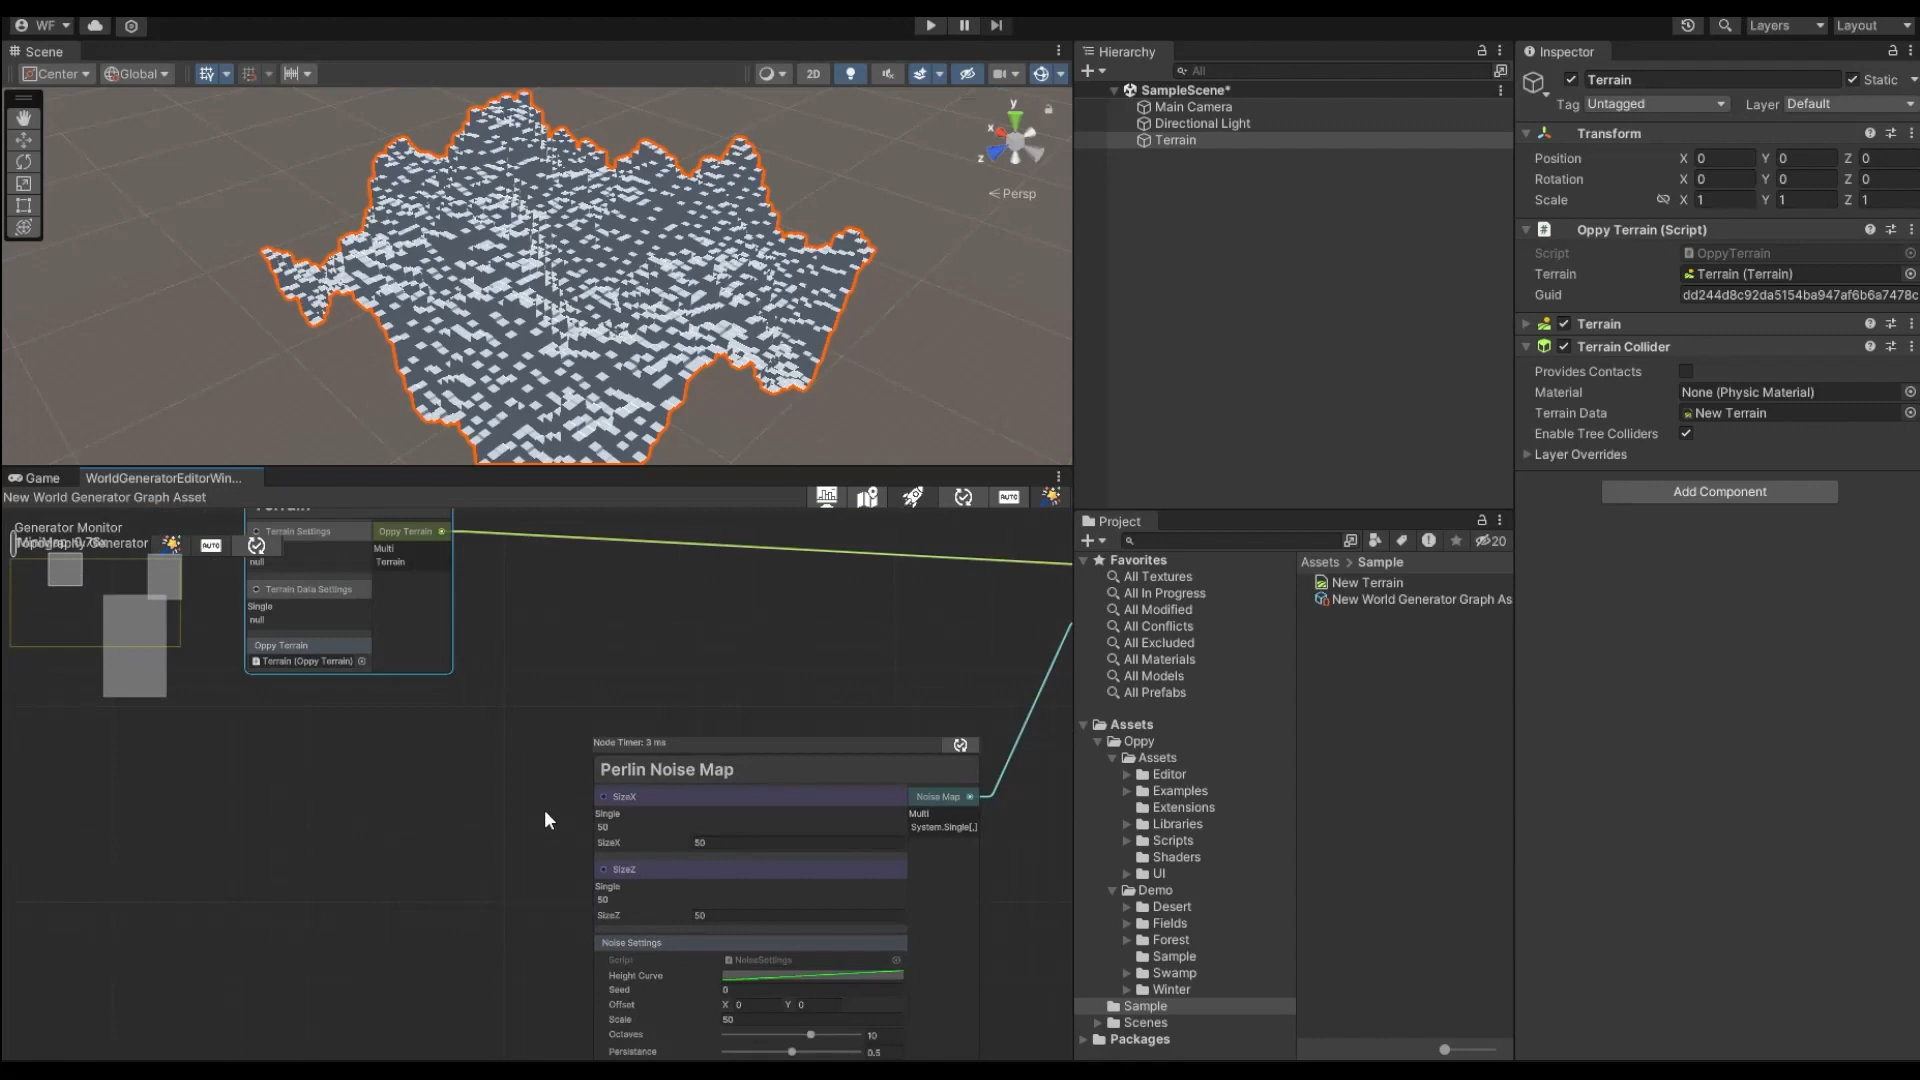 WF
Layers
Layout
Scene
Center
Global
2D
y
x
z
Persp
Hierarchy
All
SampleScene*
Main Camera
Directional Light
Terrain
Inspector
Terrain
Static
Tag Untagged
Layer Default
Transform
Position X 0 Y 0 Z 0
Rotation X 0 Y 0 Z 0
Scale X 1 Y 1 Z 1
Oppy Terrain (Script)
Script OppyTerrain
Terrain Terrain (Terrain)
Guid dd244d8c92da5154ba947af6b6a7478c
Terrain
Terrain Collider
Provides Contacts
Material None (Physic Material)
Terrain Data New Terrain
Enable Tree Colliders
Layer Overrides
Add Component
Game
WorldGeneratorEditorWin...
New World Generator Graph Asset
AUTO
Generator Monitor
Topography Generator
AUTO
Terrain Settings
null
Terrain Data Settings
Single
null
Oppy Terrain
Terrain (Oppy Terrain)
Oppy Terrain
Multi
Terrain
Node Timer: 3 ms
Perlin Noise Map
SizeX
Single
50
SizeX 50
SizeZ
Single
50
SizeZ 50
Noise Map
Multi
System.Single[,]
Noise Settings
Script NoiseSettings
Height Curve
Seed 0
Offset X 0 Y 0
Scale 50
Octaves 10
Persistance 0.5
Project
20
Favorites
All Textures
All In Progress
All Modified
All Conflicts
All Excluded
All Materials
All Models
All Prefabs
Assets
Oppy
Assets
Editor
Examples
Extensions
Libraries
Scripts
Shaders
UI
Demo
Desert
Fields
Forest
Sample
Swamp
Winter
Sample
Scenes
Packages
Assets > Sample
New Terrain
New World Generator Graph As